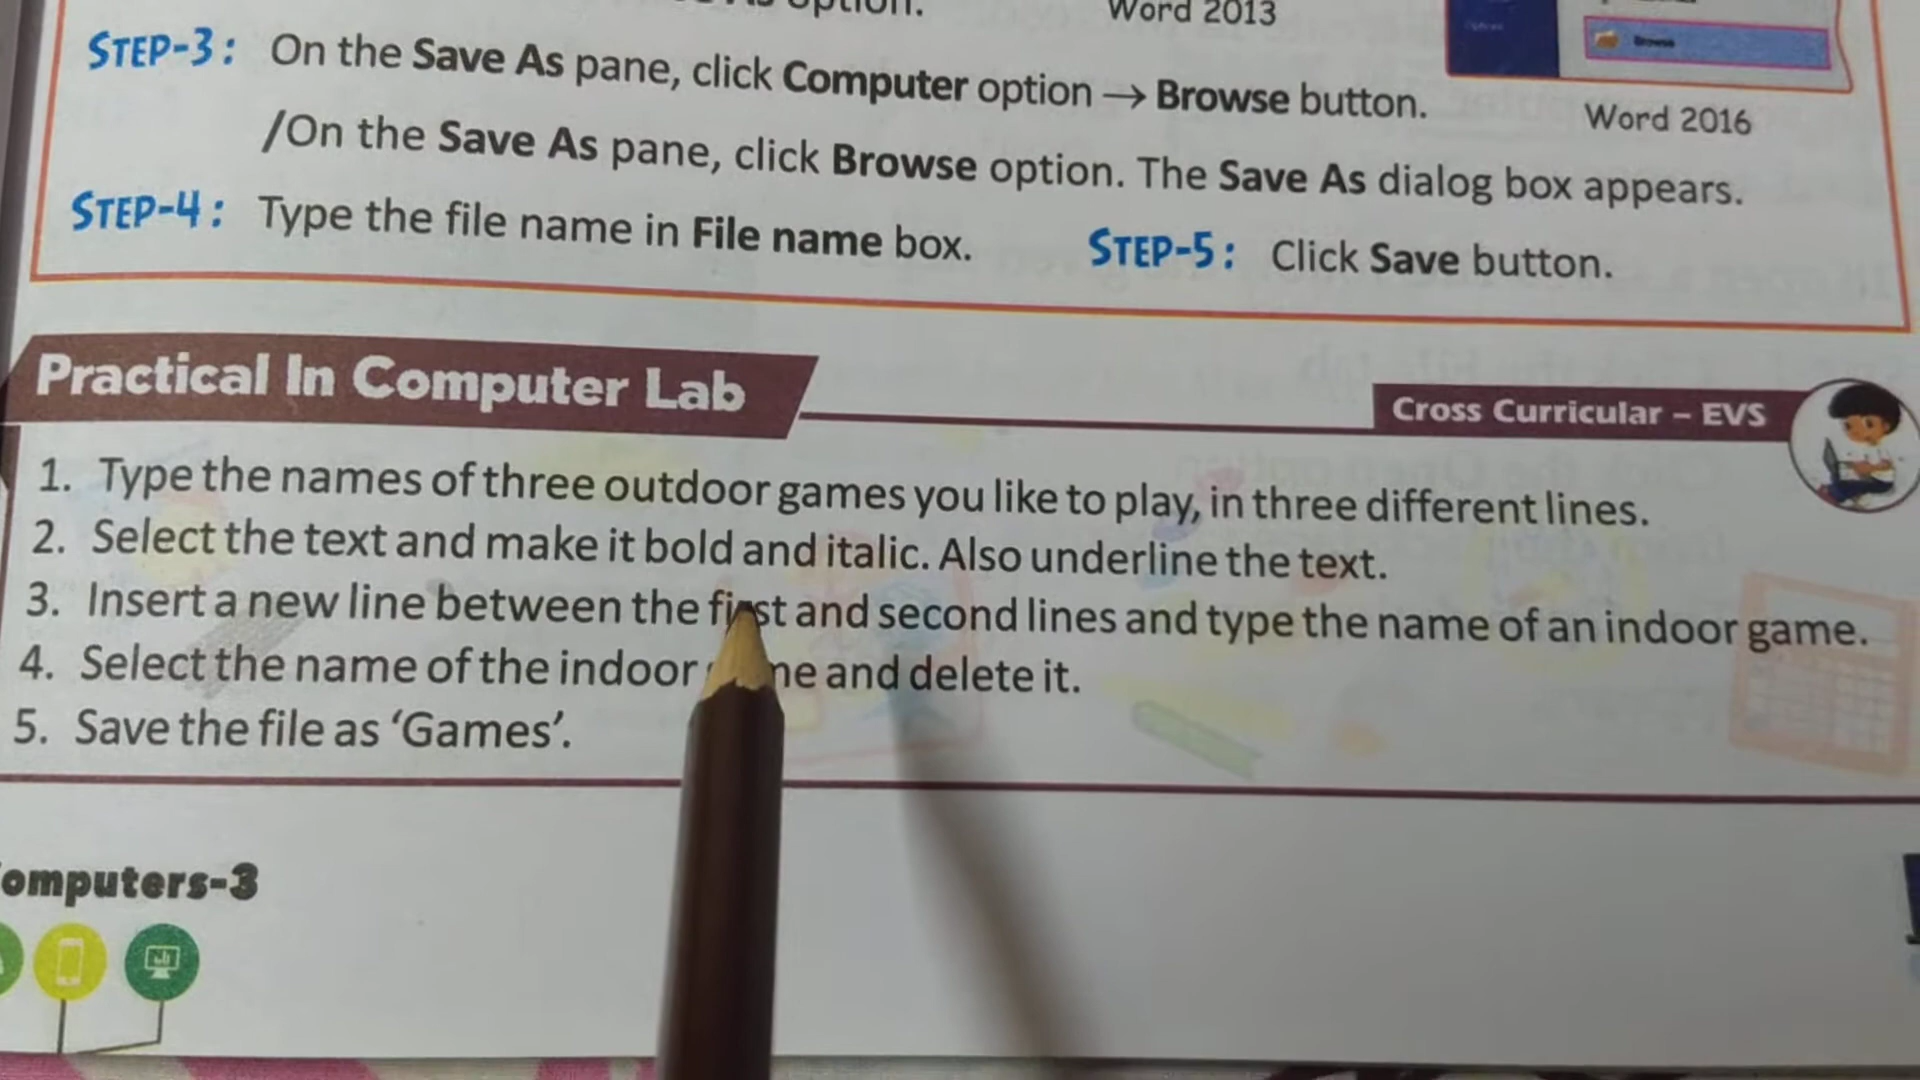 option.
Word 2013
Browse
STEP-3: On the Save As pane, click Computer option → Browse button.
Word 2016
/On the Save As pane, click Browse option. The Save As dialog box appears.
STEP-4: Type the file name in File name box. STEP-5: Click Save button.
Practical In Computer Lab
Cross Curricular – EVS
1. Type the names of three outdoor games you like to play, in three different lines.
2. Select the text and make it bold and italic. Also underline the text.
3. Insert a new line between the first and second lines and type the name of an indoor game.
4. Select the name of the indoor and delete it.
5. Save the file as ‘Games’.
omputers-3